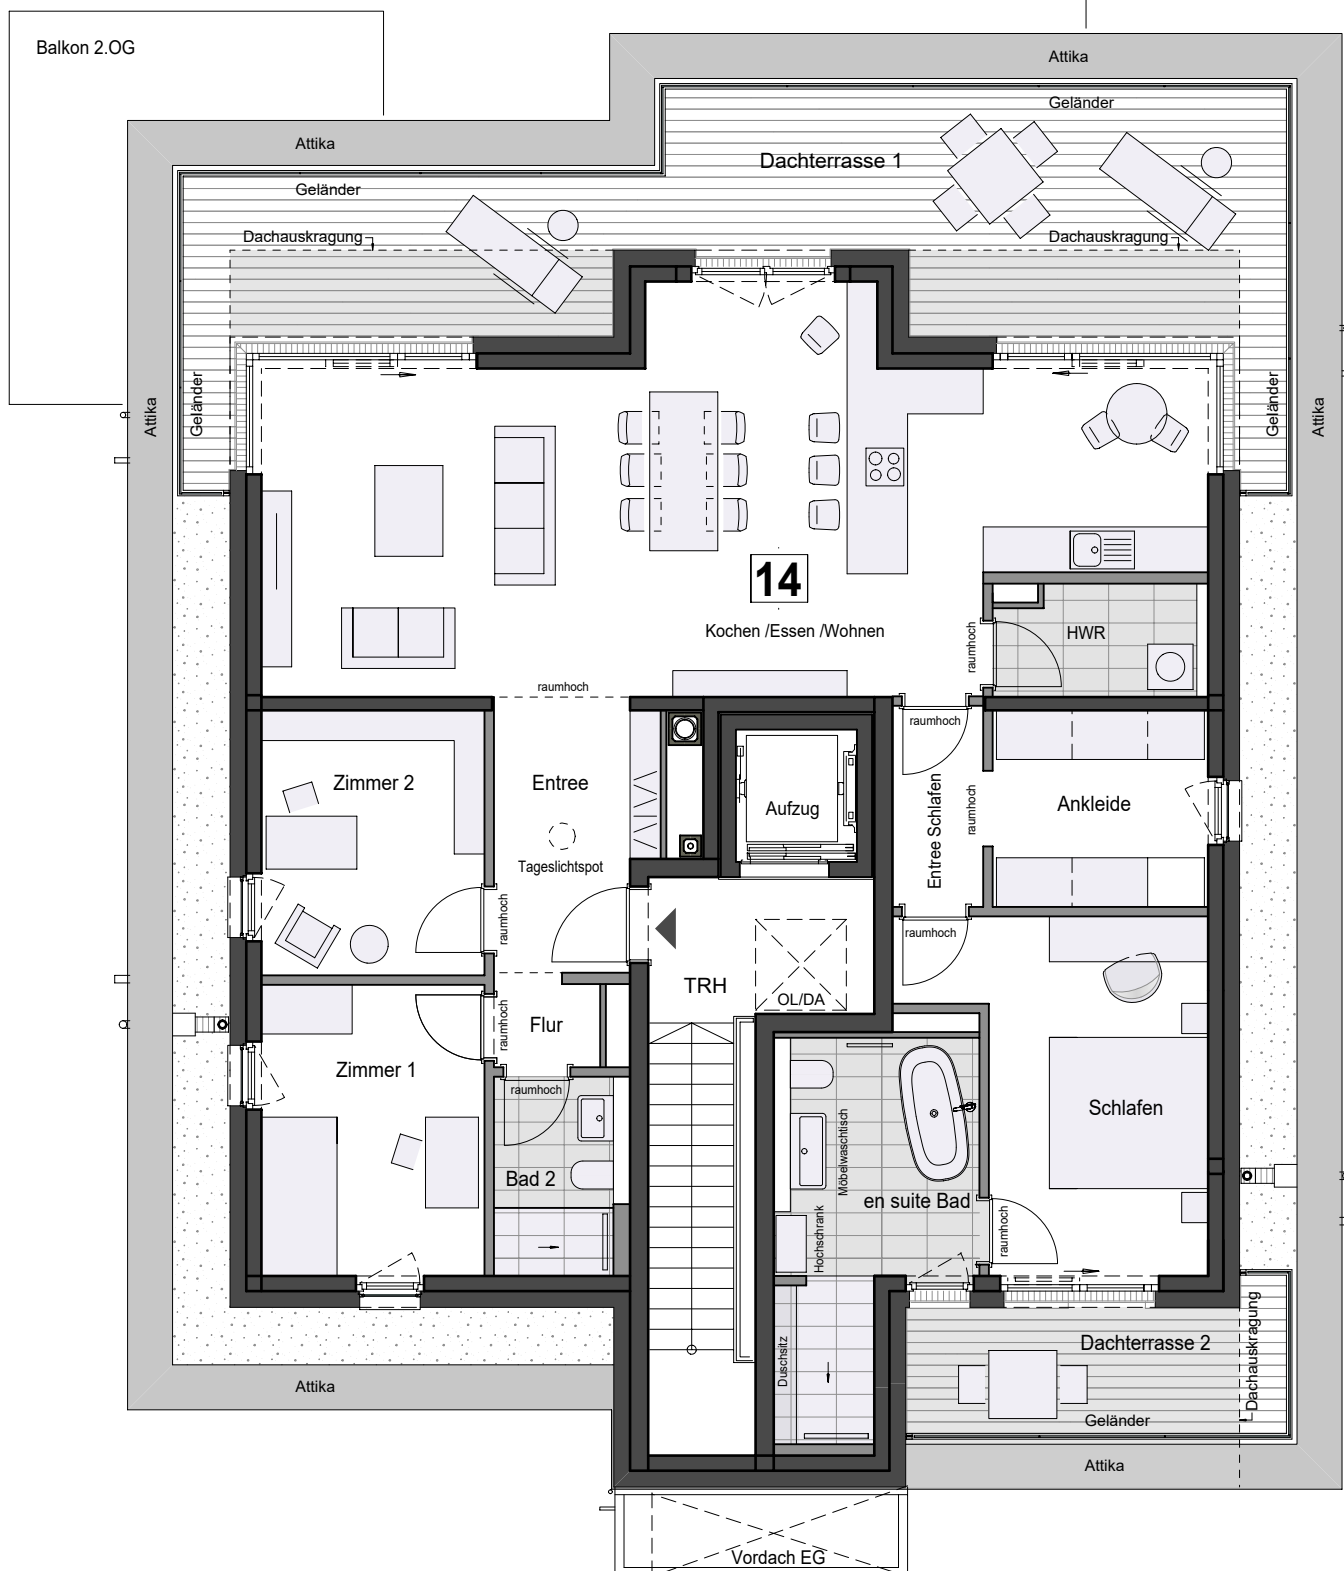 Balkon 2.OG
Attika
Geländer
Attika
Dachterrasse 1
Geländer
Dachauskragung
Dachauskragung
Attika
Geländer
Geländer
Attika
14
Kochen /Essen /Wohnen
raumhoch
HWR
raumhoch
raumhoch
Zimmer 2
Entree
Aufzug
Entree Schlafen
raumhoch
Ankleide
Tageslichtspot
raumhoch
raumhoch
TRH
OL/DA
raumhoch
Flur
Zimmer 1
raumhoch
Schlafen
Bad 2
Möbelwaschtisch
en suite Bad
Hochschrank
raumhoch
Duschsitz
Dachterrasse 2
Dachauskragung
Attika
Geländer
Attika
Vordach EG